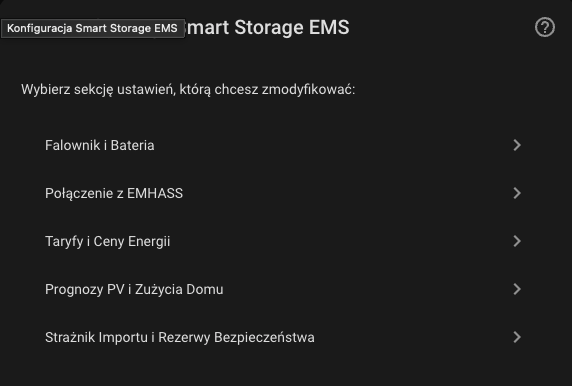 Konfiguracja Smart Storage EMS
mart Storage EMS
Wybierz sekcję ustawień, którą chcesz zmodyfikować:
Falownik i Bateria
Połączenie z EMHASS
Taryfy i Ceny Energii
Prognozy PV i Zużycia Domu
Strażnik Importu i Rezerwy Bezpieczeństwa